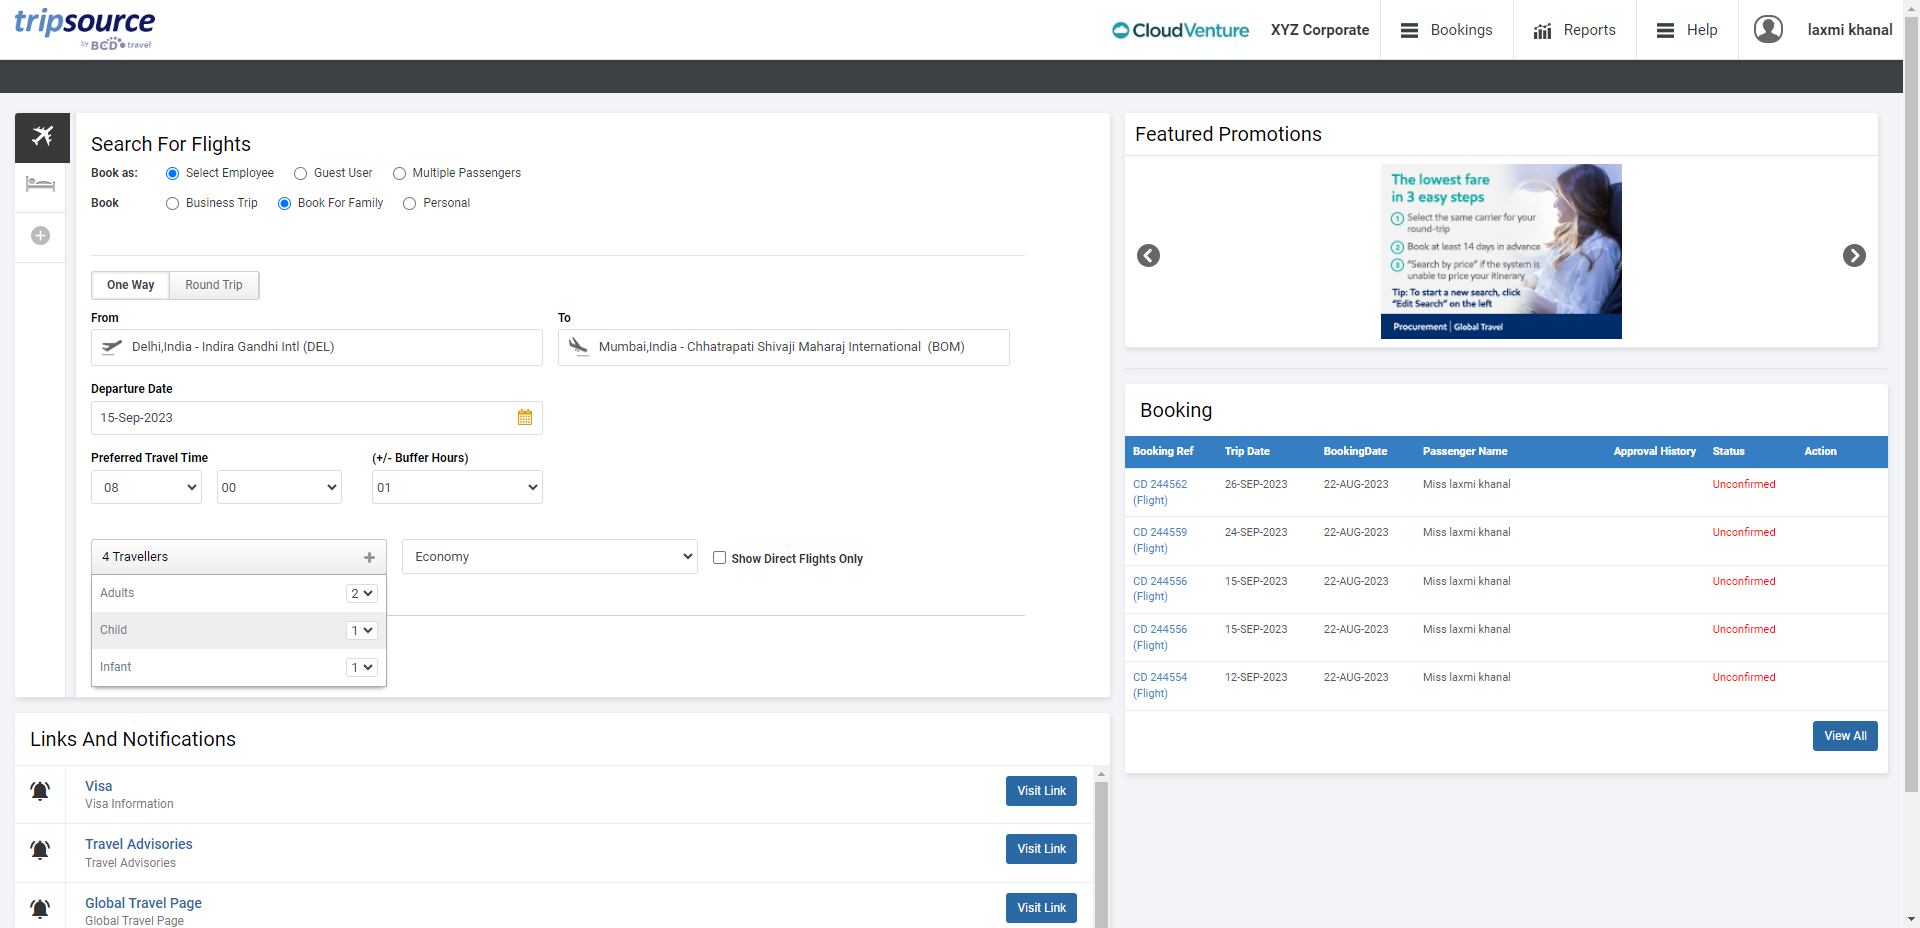 tripsource
by BCD travel
CloudVenture
XYZ Corporate
Bookings
Reports
Help
laxmi khanal
Search For Flights
Book as: Select Employee Guest User Multiple Passengers
Book Business Trip Book For Family Personal
One Way Round Trip
From To
Delhi,India - Indira Gandhi Intl (DEL) Mumbai,India - Chhatrapati Shivaji Maharaj International (BOM)
Departure Date
15-Sep-2023
Preferred Travel Time (+/- Buffer Hours)
08 00 01
4 Travellers + Economy Show Direct Flights Only
Adults 2
Child 1
Infant 1
Links And Notifications
Visa
Visa Information
Visit Link
Travel Advisories
Travel Advisories
Visit Link
Global Travel Page
Global Travel Page
Visit Link
Featured Promotions
The lowest fare
in 3 easy steps
1 Select the same carrier for your
round-trip
2 Book at least 14 days in advance
3 "Search by price" if the system is
unable to price your itinerary
Tip: To start a new search, click
"Edit Search" on the left
Procurement | Global Travel
Booking
Booking Ref Trip Date BookingDate Passenger Name Approval History Status Action
CD 244562 26-SEP-2023 22-AUG-2023 Miss laxmi khanal Unconfirmed
(Flight)
CD 244559 24-SEP-2023 22-AUG-2023 Miss laxmi khanal Unconfirmed
(Flight)
CD 244556 15-SEP-2023 22-AUG-2023 Miss laxmi khanal Unconfirmed
(Flight)
CD 244556 15-SEP-2023 22-AUG-2023 Miss laxmi khanal Unconfirmed
(Flight)
CD 244554 12-SEP-2023 22-AUG-2023 Miss laxmi khanal Unconfirmed
(Flight)
View All